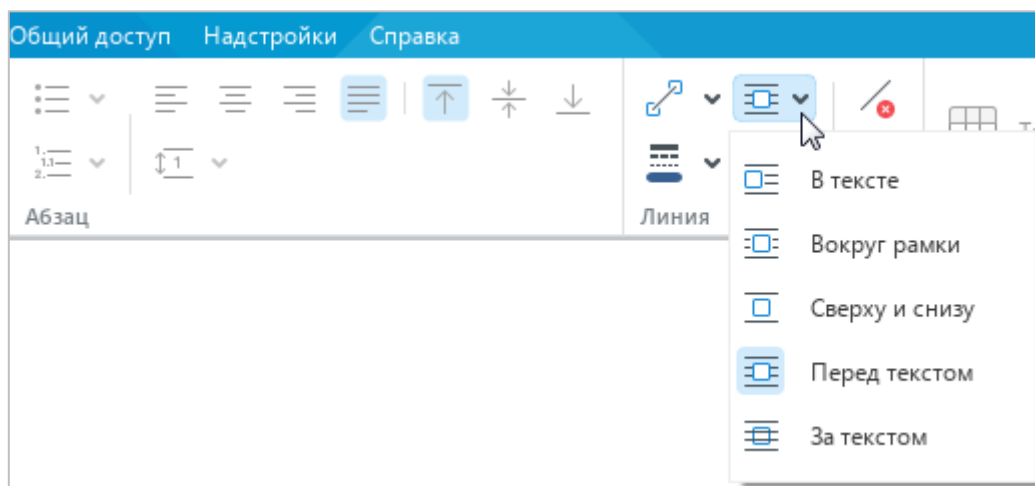 Общий доступ Надстройки Справка
Абзац
Линия
В тексте
Вокруг рамки
Сверху и снизу
Перед текстом
За текстом